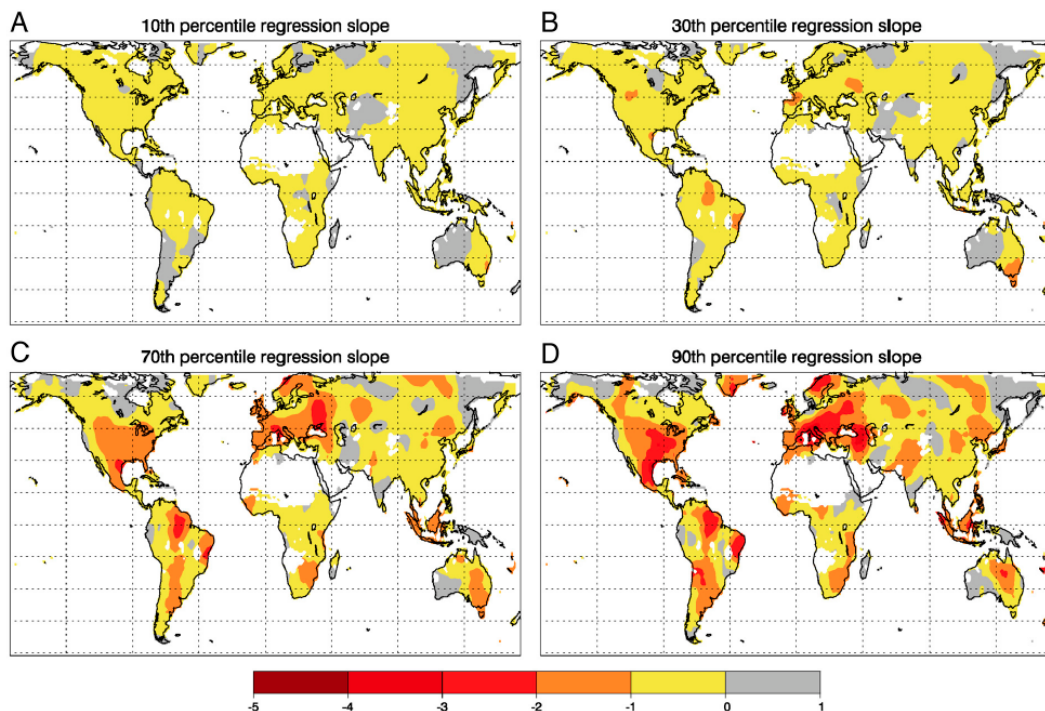 A 10th percentile regression slope
B 30th percentile regression slope
C 70th percentile regression slope
D 90th percentile regression slope
-5 -4 -3 -2 -1 0 1